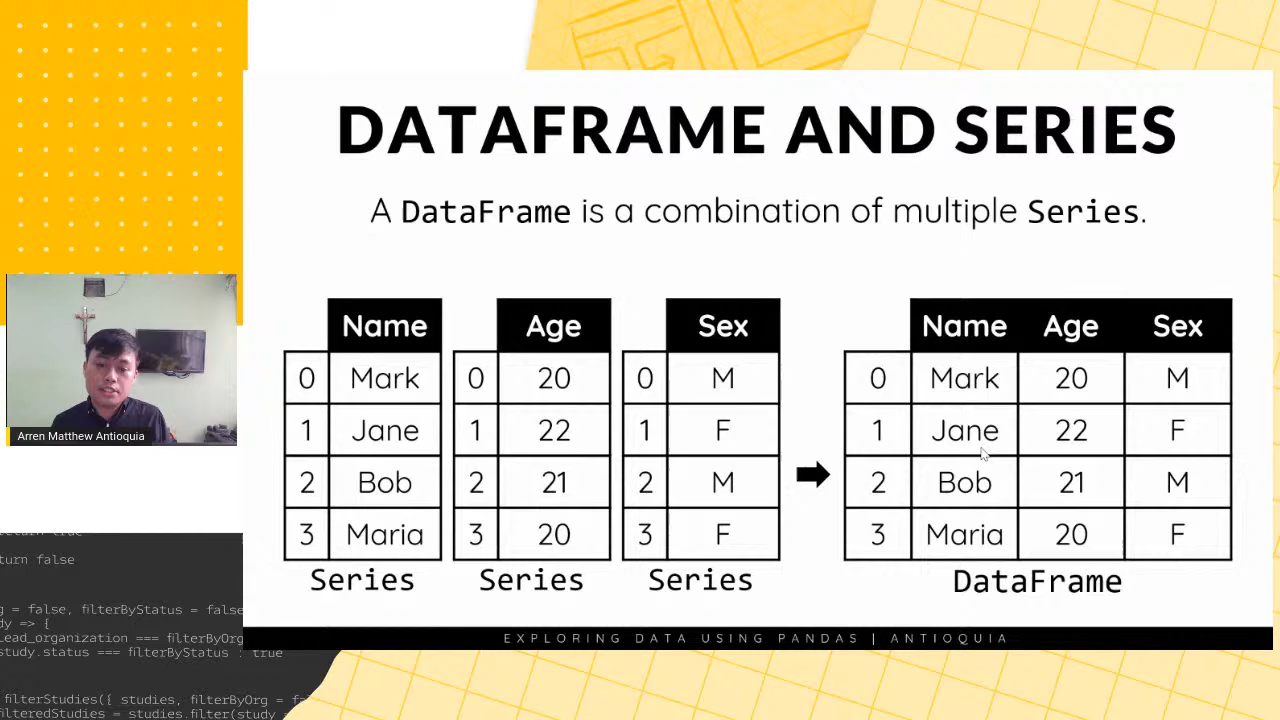 DATAFRAME AND SERIES
A DataFrame is a combination of multiple Series.
Name Age Sex Name Age Sex
0 Mark 0 20 0 M 0 Mark 20 M
1 Jane 1 22 1 F 1 Jane 22 F
2 Bob 2 21 2 M 2 Bob 21 M
3 Maria 3 20 3 F 3 Maria 20 F
Series Series Series DataFrame
EXPLORING DATA USING PANDAS | ANTIOQUIA
Arren Matthew Antioquia
return true
turn false
= false, filterByStatus = false
=> {
lead_organization === filterByOrg
study.status === filterByStatus : true
filterStudies({ studies, filterByOrg =
filteredStudies = studies.filter(study